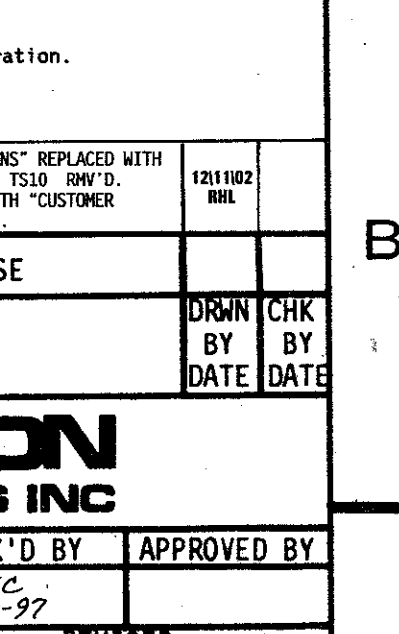 ration.
NS" REPLACED WITH
TS10 RMV'D.
TH "CUSTOMER
12\11\02
RHL
B
SE
DRWN BY DATE
CHK BY DATE
ON
S INC
K'D BY
APPROVED BY
C
-97